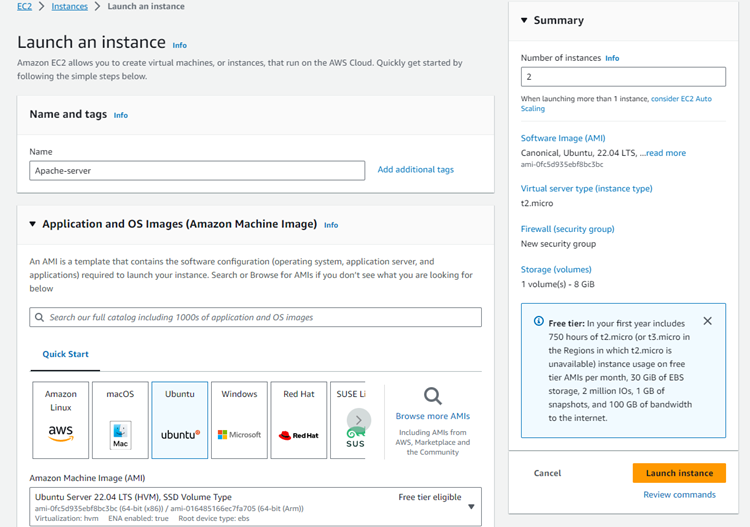 EC2 > Instances > Launch an instance
Launch an instance Info
Amazon EC2 allows you to create virtual machines, or instances, that run on the AWS Cloud. Quickly get started by
following the simple steps below.
Name and tags Info
Name
Apache-server
Add additional tags
Application and OS Images (Amazon Machine Image) Info
An AMI is a template that contains the software configuration (operating system, application server, and
applications) required to launch your instance. Search or Browse for AMIs if you don't see what you are looking for
below
Search our full catalog including 1000s of application and OS images
Quick Start
Amazon
Linux
aws
macOS
Mac
Ubuntu
ubuntu®
Windows
Microsoft
Red Hat
Red Hat
SUSE Li
SUS
Browse more AMIs
Including AMIs from
AWS, Marketplace and
the Community
Amazon Machine Image (AMI)
Ubuntu Server 22.04 LTS (HVM), SSD Volume Type
Free tier eligible
ami-0fc5d935ebf8bc3bc (64-bit (x86)) / ami-016485166ec7fa705 (64-bit (Arm))
Virtualization: hvm ENA enabled: true Root device type: ebs
Summary
Number of instances Info
2
When launching more than 1 instance, consider EC2 Auto
Scaling
Software Image (AMI)
Canonical, Ubuntu, 22.04 LTS, ...read more
ami-0fc5d935ebf8bc3bc
Virtual server type (instance type)
t2.micro
Firewall (security group)
New security group
Storage (volumes)
1 volume(s) - 8 GiB
Free tier: In your first year includes
750 hours of t2.micro (or t3.micro in
the Regions in which t2.micro is
unavailable) instance usage on free
tier AMIs per month, 30 GiB of EBS
storage, 2 million IOs, 1 GB of
snapshots, and 100 GB of bandwidth
to the internet.
Cancel
Launch instance
Review commands